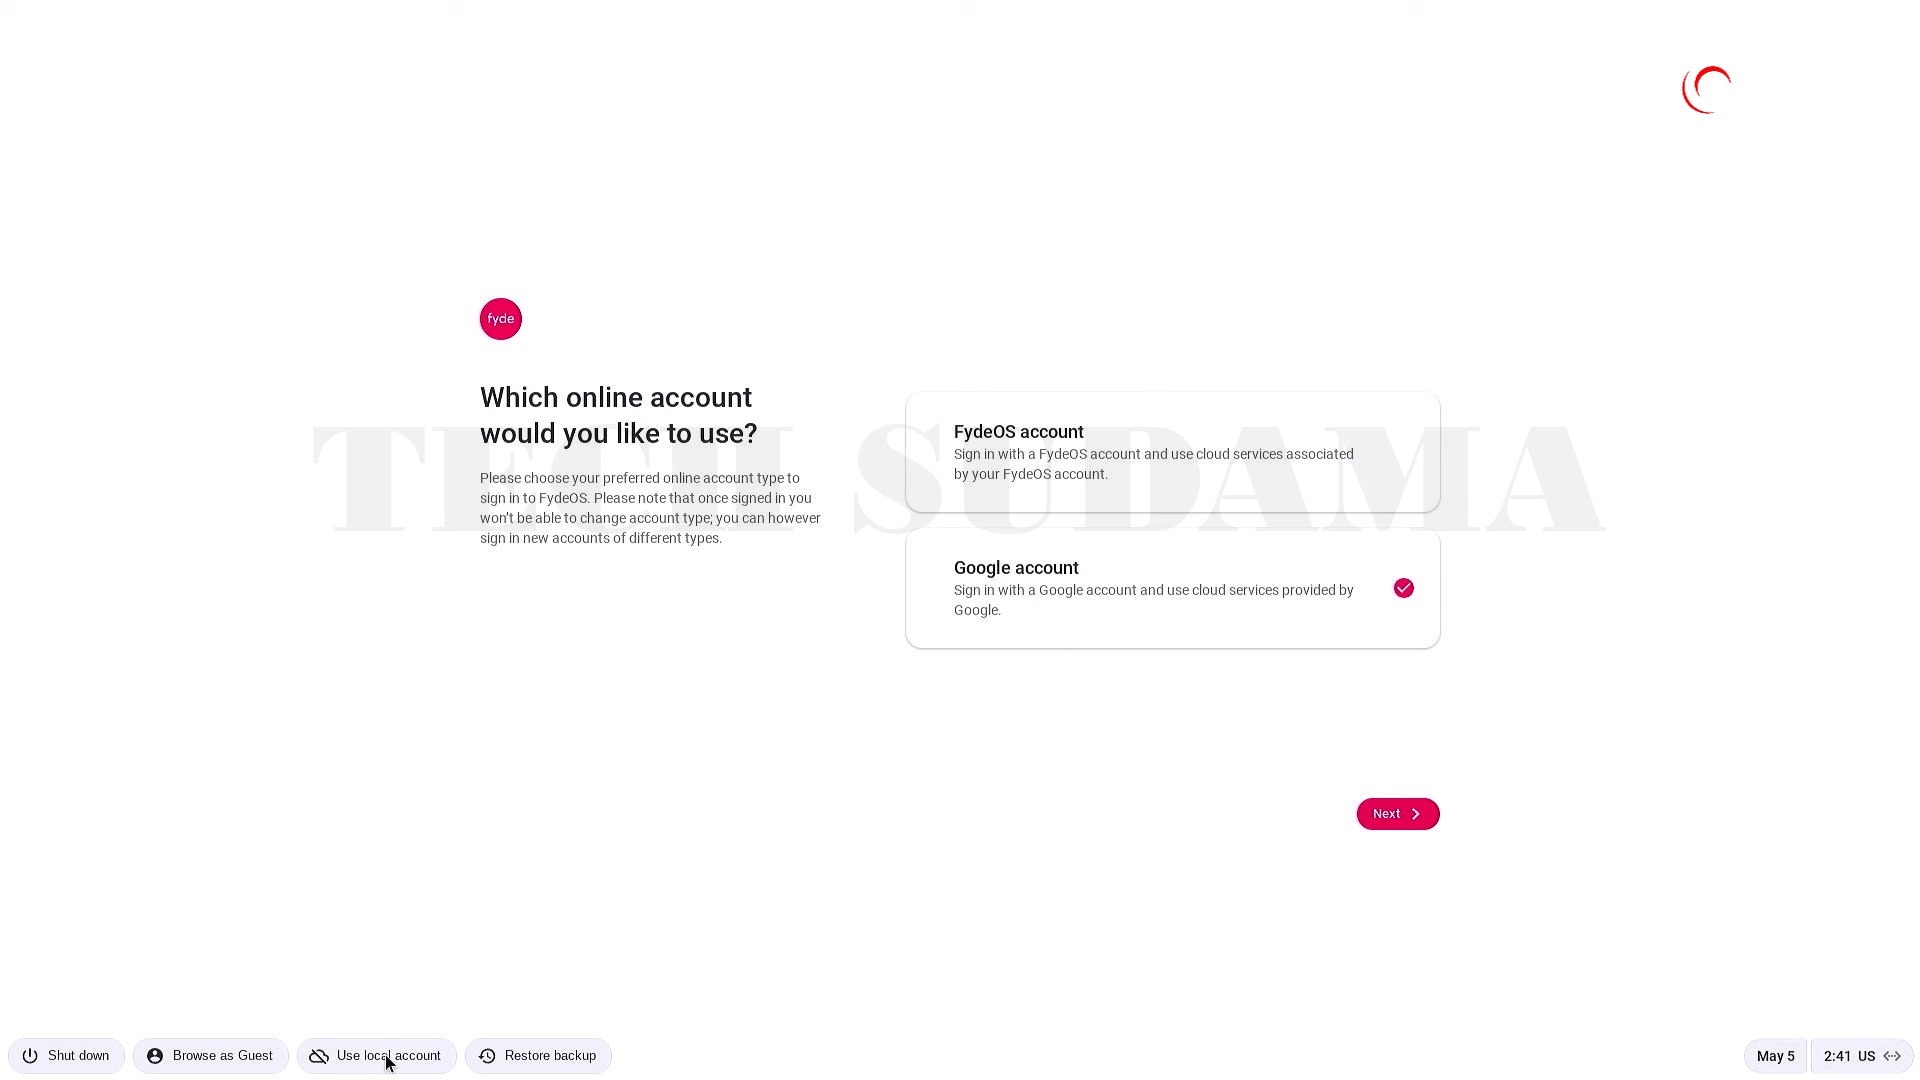 fyde
Which online account
would you like to use?
Please choose your preferred online account type to
sign in to FydeOS. Please note that once signed in you
won't be able to change account type; you can however
sign in new accounts of different types.
FydeOS account
Sign in with a FydeOS account and use cloud services associated
by your FydeOS account.
Google account
Sign in with a Google account and use cloud services provided by
Google.
TECH SUDAMA
Next
Shut down
Browse as Guest
Use local account
Restore backup
May 5
2:41 US